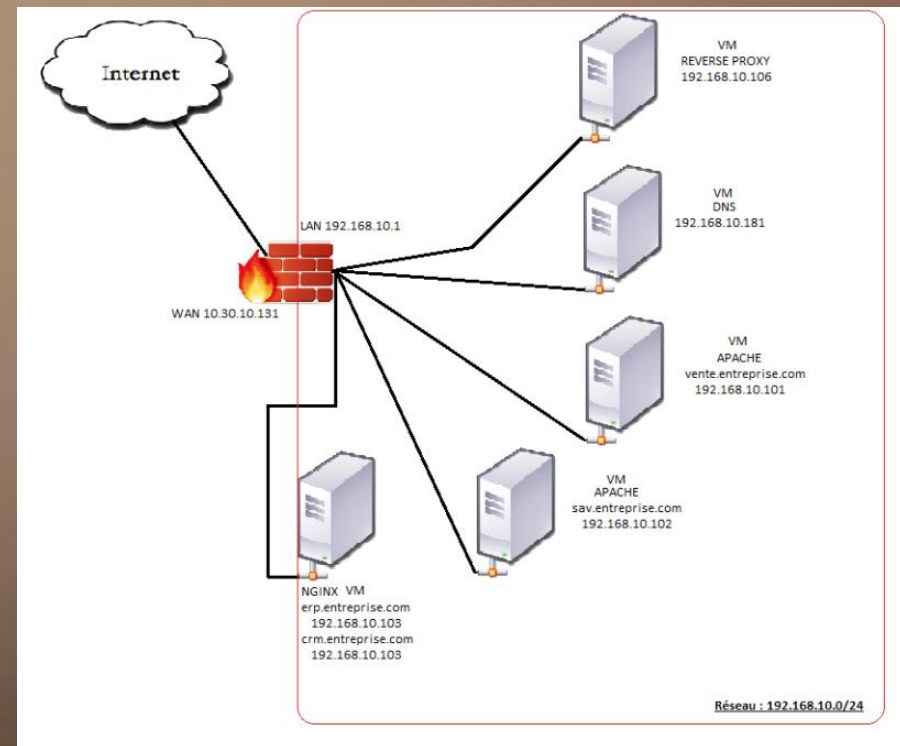 Internet
VM
REVERSE PROXY
192.168.10.106
VM
DNS
192.168.10.181
LAN 192.168.10.1
WAN 10.30.10.131
VM
APACHE
vente.entreprise.com
192.168.10.101
VM
APACHE
sav.entreprise.com
192.168.10.102
NGINX VM
erp.entreprise.com
192.168.10.103
crm.entreprise.com
192.168.10.103
Réseau : 192.168.10.0/24